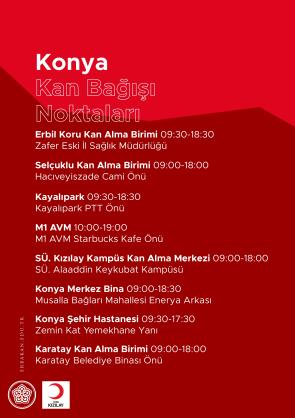 Konya
Kan Bağışı
Noktaları
Erbil Koru Kan Alma Birimi 09:30-18:30
Zafer Eski İl Sağlık Müdürlüğü
Selçuklu Kan Alma Birimi 09:00-18:00
Hacıveyiszade Cami Önü
Kayalıpark 09:30-18:30
Kayalıpark PTT Önü
M1 AVM 10:00-19:00
M1 AVM Starbucks Kafe Önü
SÜ. Kızılay Kampüs Kan Alma Merkezi 09:00-18:00
SÜ. Alaaddin Keykubat Kampüsü
Konya Merkez Bina 09:00-18:30
Musalla Bağları Mahallesi Enerya Arkası
Konya Şehir Hastanesi 09:30-17:30
Zemin Kat Yemekhane Yanı
Karatay Kan Alma Birimi 09:00-18:00
Karatay Belediye Binası Önü
ERBAKAN.EDU.TR
KIZILAY